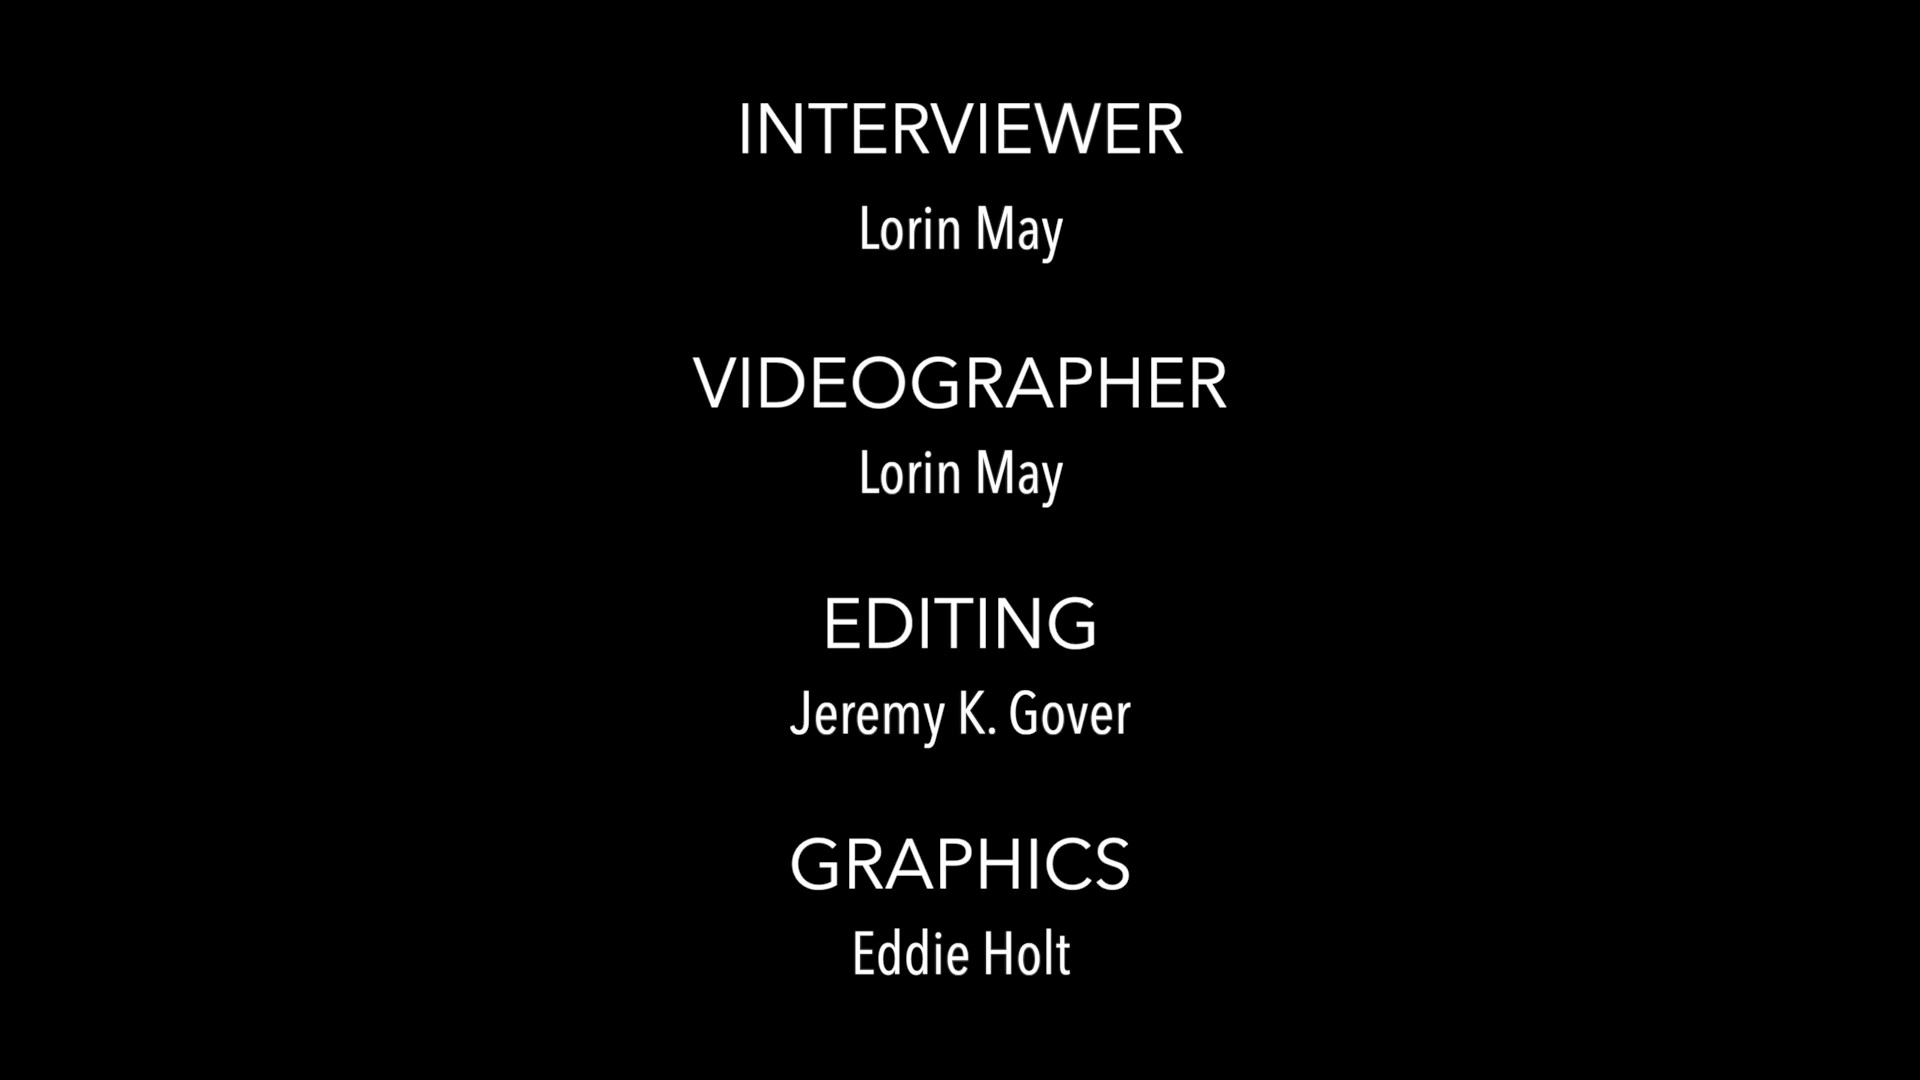 INTERVIEWER
Lorin May
VIDEOGRAPHER
Lorin May
EDITING
Jeremy K. Gover
GRAPHICS
Eddie Holt